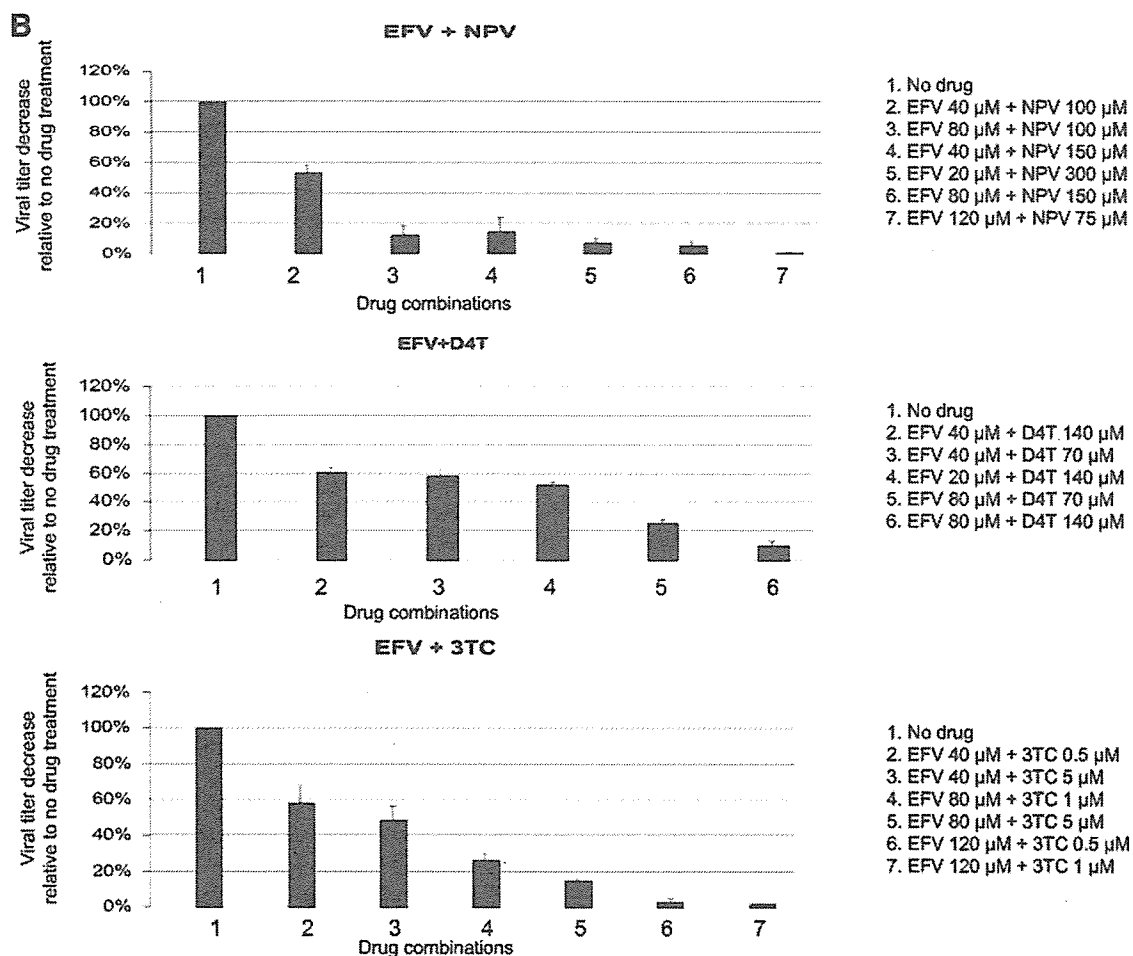 B
EFV + NPV
Viral titer decrease
relative to no drug treatment
120%
100%
80%
60%
40%
20%
0%
1 2 3 4 5 6 7
Drug combinations
1. No drug
2. EFV 40 µM + NPV 100 µM
3. EFV 80 µM + NPV 100 µM
4. EFV 40 µM + NPV 150 µM
5. EFV 20 µM + NPV 300 µM
6. EFV 80 µM + NPV 150 µM
7. EFV 120 µM + NPV 75 µM
EFV+D4T
Viral titer decrease
relative to no drug treatment
120%
100%
80%
60%
40%
20%
0%
1 2 3 4 5 6
Drug combinations
1. No drug
2. EFV 40 µM + D4T 140 µM
3. EFV 40 µM + D4T 70 µM
4. EFV 20 µM + D4T 140 µM
5. EFV 80 µM + D4T 70 µM
6. EFV 80 µM + D4T 140 µM
EFV + 3TC
Viral titer decrease
relative to no drug treatment
120%
100%
80%
60%
40%
20%
0%
1 2 3 4 5 6 7
Drug combinations
1. No drug
2. EFV 40 µM + 3TC 0.5 µM
3. EFV 40 µM + 3TC 5 µM
4. EFV 80 µM + 3TC 1 µM
5. EFV 80 µM + 3TC 5 µM
6. EFV 120 µM + 3TC 0.5 µM
7. EFV 120 µM + 3TC 1 µM